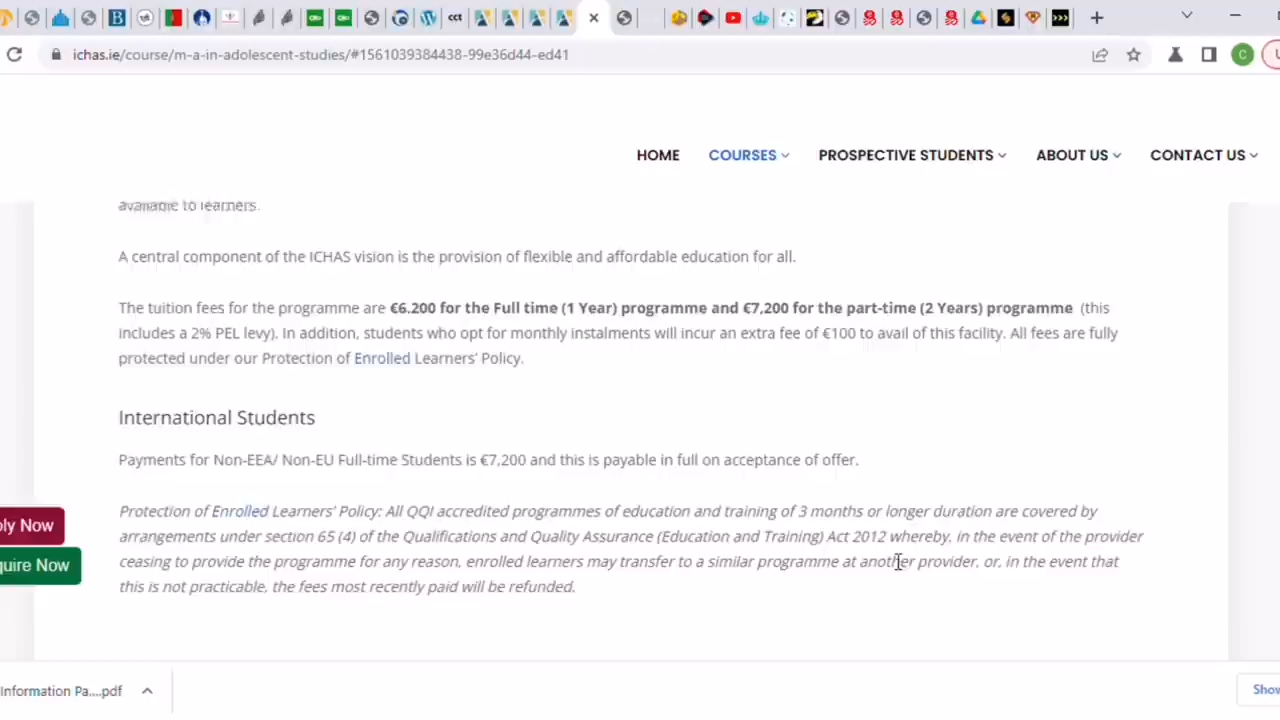 B
cct
ichas.ie/course/m-a-in-adolescent-studies/#1561039384438-99e36d44-ed41
C
HOME COURSES PROSPECTIVE STUDENTS ABOUT US CONTACT US
available to learners.
A central component of the ICHAS vision is the provision of flexible and affordable education for all.
The tuition fees for the programme are €6.200 for the Full time (1 Year) programme and €7,200 for the part-time (2 Years) programme (this
includes a 2% PEL levy). In addition, students who opt for monthly instalments will incur an extra fee of €100 to avail of this facility. All fees are fully
protected under our Protection of Enrolled Learners’ Policy.
International Students
Payments for Non-EEA/ Non-EU Full-time Students is €7,200 and this is payable in full on acceptance of offer.
Protection of Enrolled Learners’ Policy: All QQI accredited programmes of education and training of 3 months or longer duration are covered by
arrangements under section 65 (4) of the Qualifications and Quality Assurance (Education and Training) Act 2012 whereby, in the event of the provider
ceasing to provide the programme for any reason, enrolled learners may transfer to a similar programme at another provider, or, in the event that
this is not practicable, the fees most recently paid will be refunded.
ply Now
quire Now
Information Pa....pdf
Show